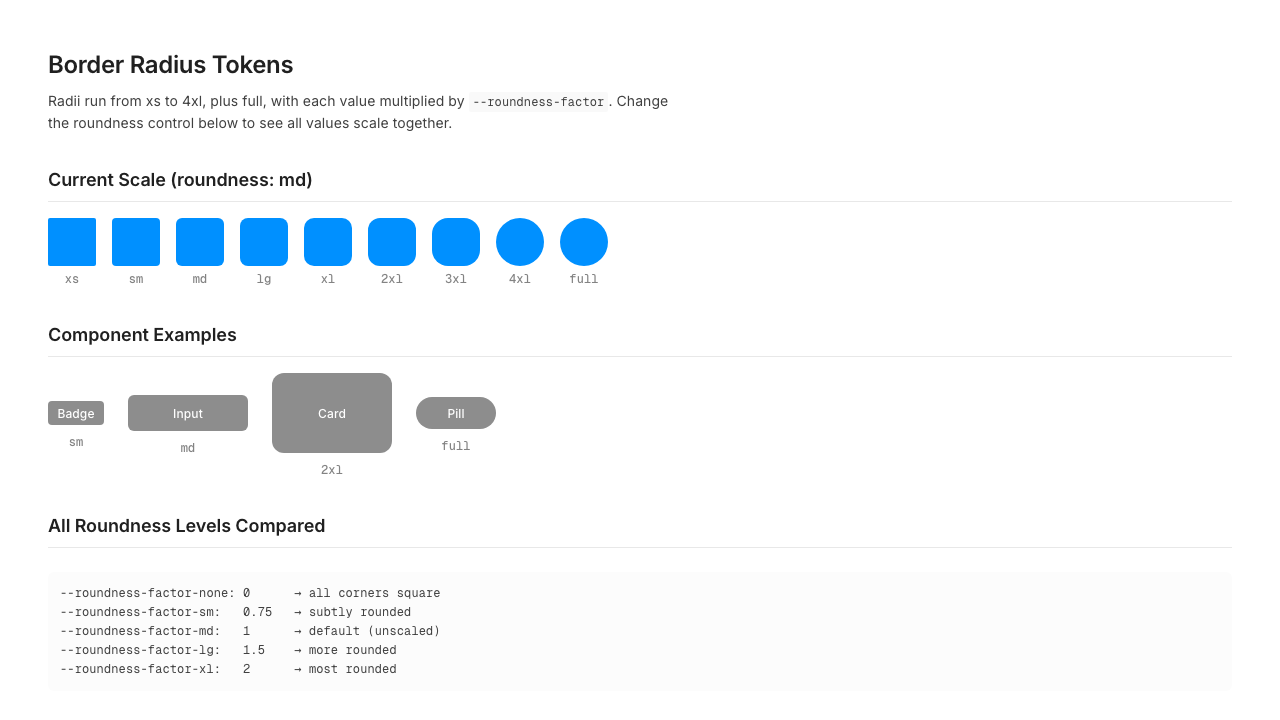 Border Radius Tokens
Radii run from xs to 4xl, plus full, with each value multiplied by --roundness-factor. Change
the roundness control below to see all values scale together.
Current Scale (roundness: md)
xs sm md lg xl 2xl 3xl 4xl full
Component Examples
Badge Input Card Pill
sm md 2xl full
All Roundness Levels Compared
--roundness-factor-none: 0 → all corners square
--roundness-factor-sm: 0.75 → subtly rounded
--roundness-factor-md: 1 → default (unscaled)
--roundness-factor-lg: 1.5 → more rounded
--roundness-factor-xl: 2 → most rounded